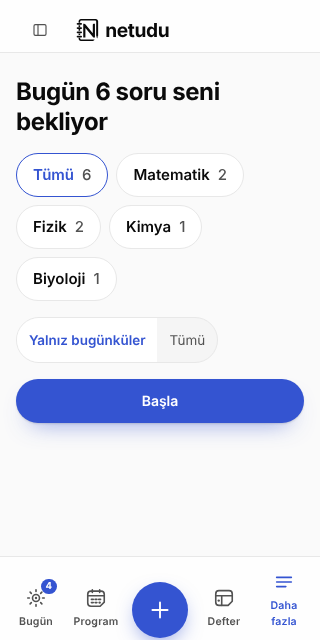 netudu
Bugün 6 soru seni
bekliyor
Tümü 6
Matematik 2
Fizik 2
Kimya 1
Biyoloji 1
Yalnız bugünküler
Tümü
Başla
4
Bugün
Program
Defter
Daha
fazla